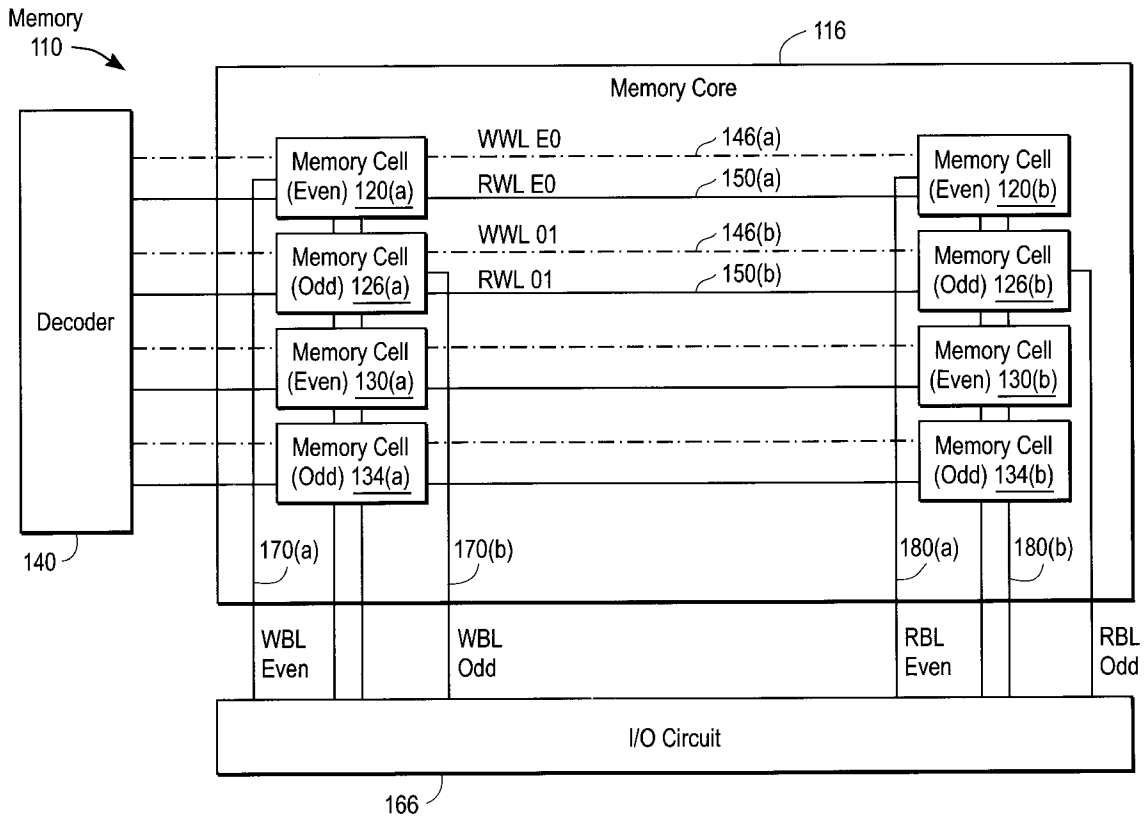 Memory
110
116
Memory Core
Decoder
140
Memory Cell
(Even) 120(a)
WWL E0
146(a)
RWL E0
150(a)
Memory Cell
(Even) 120(b)
Memory Cell
(Odd) 126(a)
WWL 01
146(b)
RWL 01
150(b)
Memory Cell
(Odd) 126(b)
Memory Cell
(Even) 130(a)
Memory Cell
(Even) 130(b)
Memory Cell
(Odd) 134(a)
Memory Cell
(Odd) 134(b)
170(a)
170(b)
180(a)
180(b)
WBL
Even
WBL
Odd
RBL
Even
RBL
Odd
I/O Circuit
166